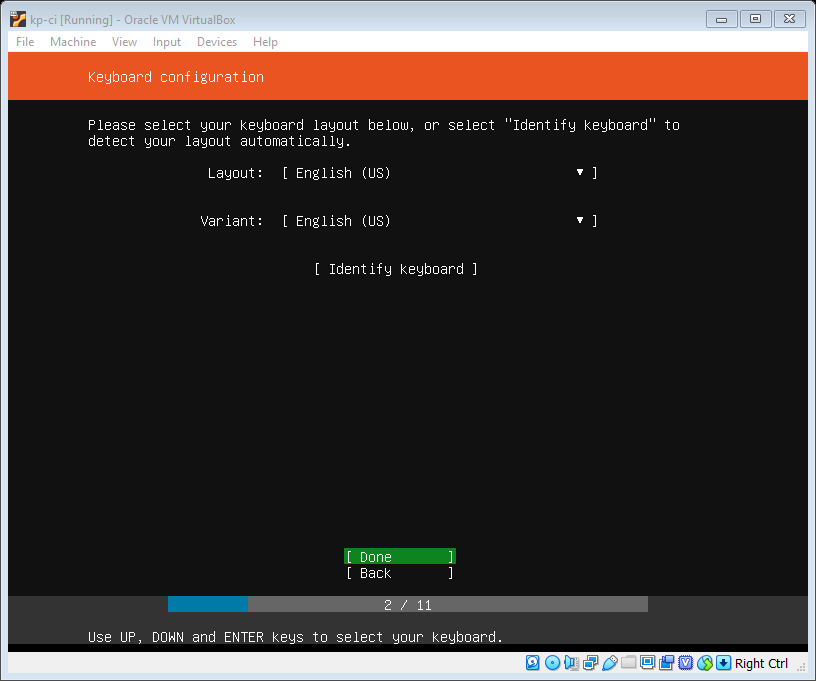 kp-ci [Running] - Oracle VM VirtualBox
File Machine View Input Devices Help
Keyboard configuration
Please select your keyboard layout below, or select "Identify keyboard" to
detect your layout automatically.
Layout: [ English (US) ▾ ]
Variant: [ English (US) ▾ ]
[ Identify keyboard ]
[ Done ]
[ Back ]
2 / 11
Use UP, DOWN and ENTER keys to select your keyboard.
Right Ctrl